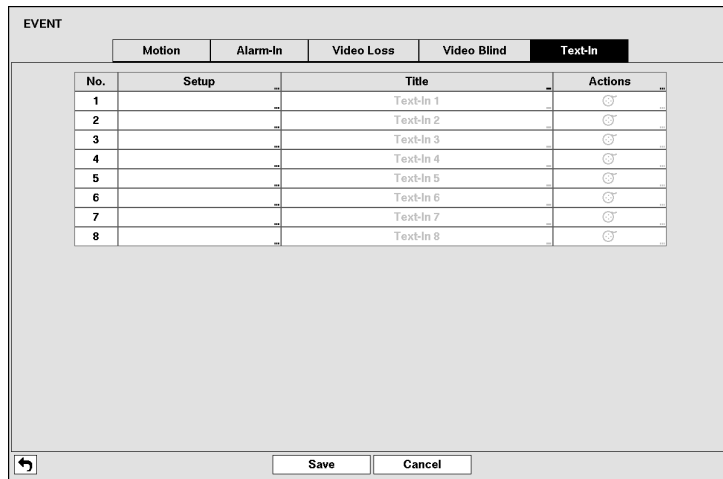 EVENT
Motion Alarm-In Video Loss Video Blind Text-In
No. Setup ... Title ... Actions ...
1 ... Text-In 1 ... ...
2 ... Text-In 2 ... ...
3 ... Text-In 3 ... ...
4 ... Text-In 4 ... ...
5 ... Text-In 5 ... ...
6 ... Text-In 6 ... ...
7 ... Text-In 7 ... ...
8 ... Text-In 8 ... ...
Save Cancel